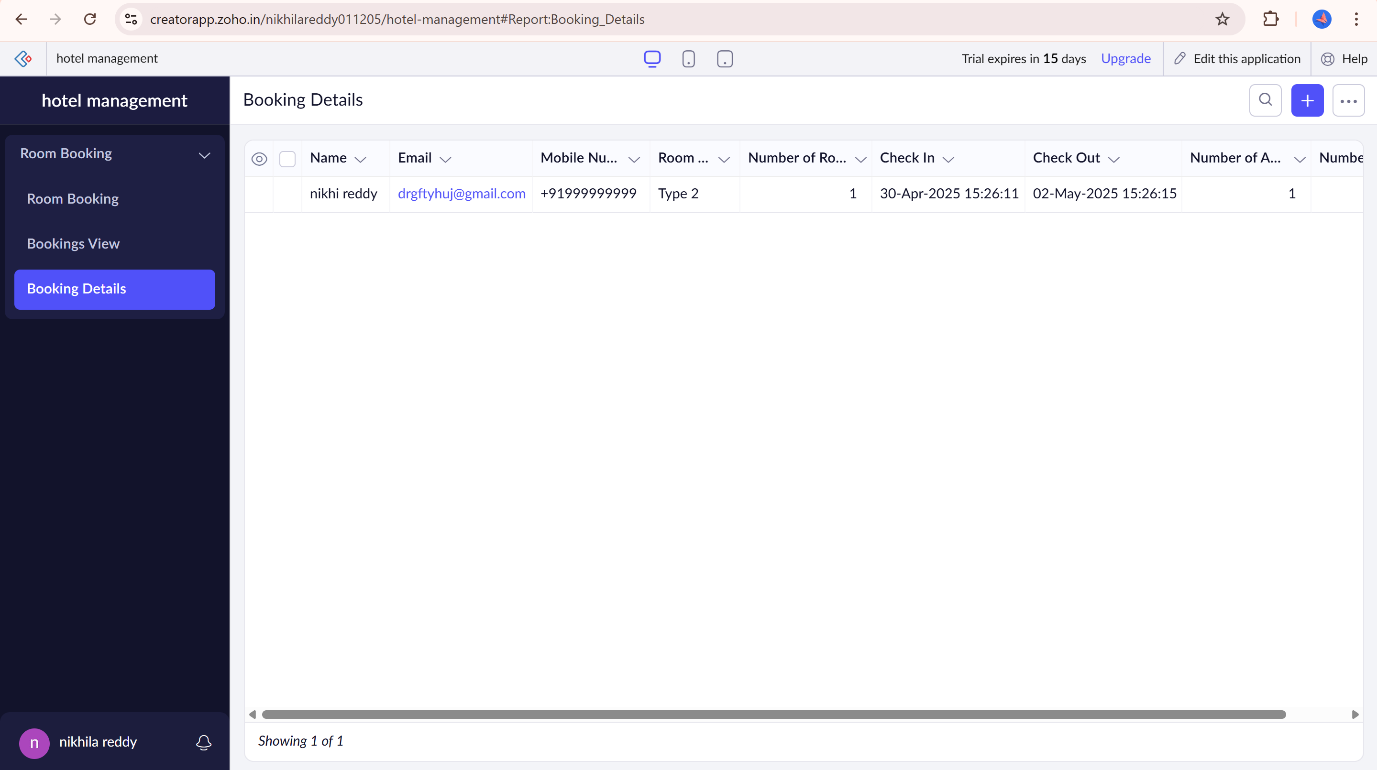 creatorapp.zoho.in/nikhilareddy011205/hotel-management#Report:Booking_Details
hotel management
Trial expires in 15 days
Upgrade
Edit this application
Help
hotel management
Room Booking
Room Booking
Bookings View
Booking Details
nikhila reddy
n
Booking Details
Name Email Mobile Nu... Room ... Number of Ro... Check In Check Out Number of A... Numbe
nikhi reddy drgftyhuj@gmail.com +91999999999 Type 2 1 30-Apr-2025 15:26:11 02-May-2025 15:26:15 1
Showing 1 of 1